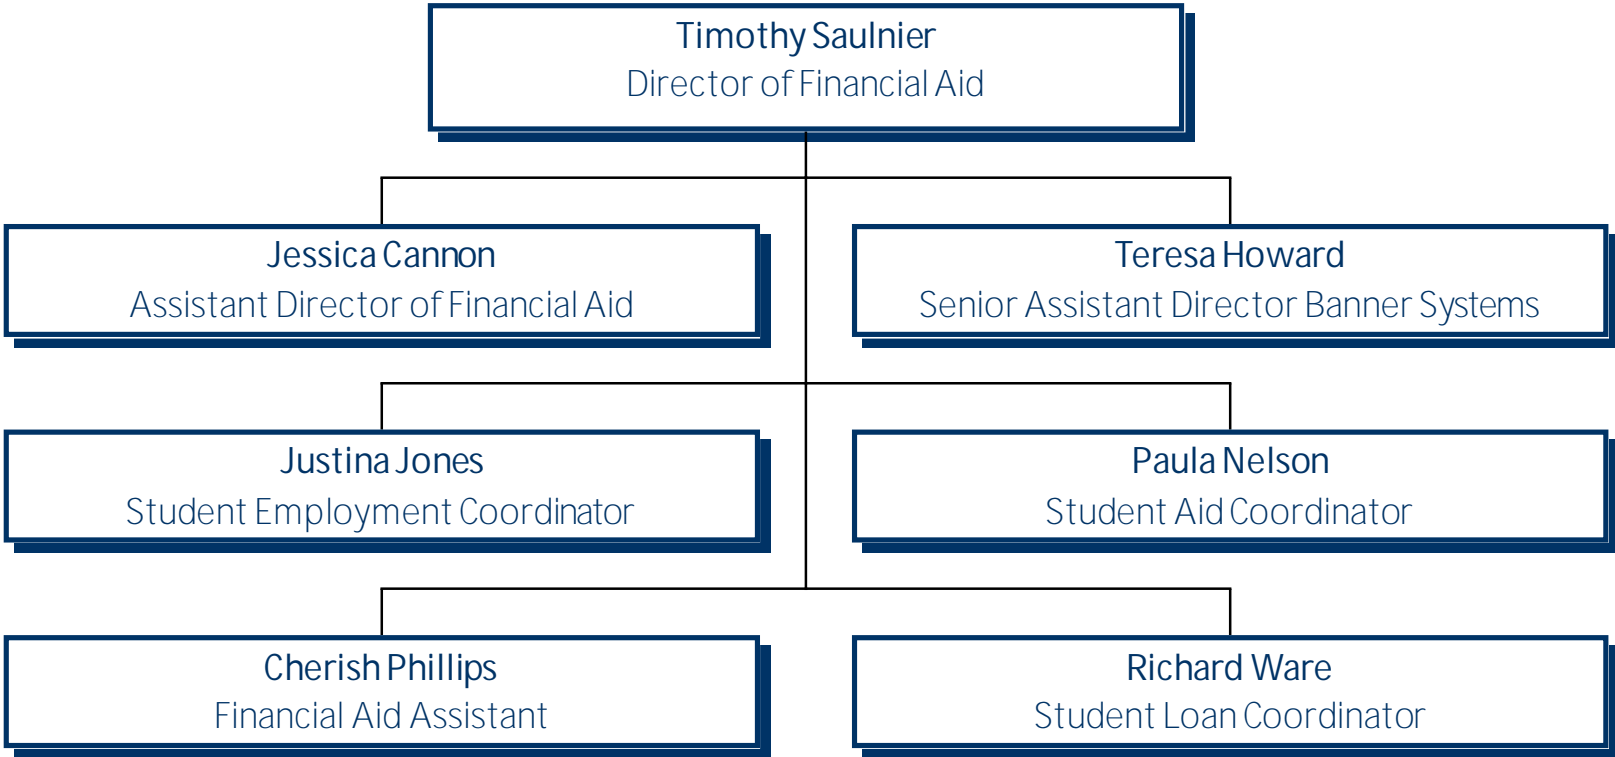 Timothy Saulnier
Director of Financial Aid
Jessica Cannon
Assistant Director of Financial Aid
Teresa Howard
Senior Assistant Director Banner Systems
Justina Jones
Student Employment Coordinator
Paula Nelson
Student Aid Coordinator
Cherish Phillips
Financial Aid Assistant
Richard Ware
Student Loan Coordinator